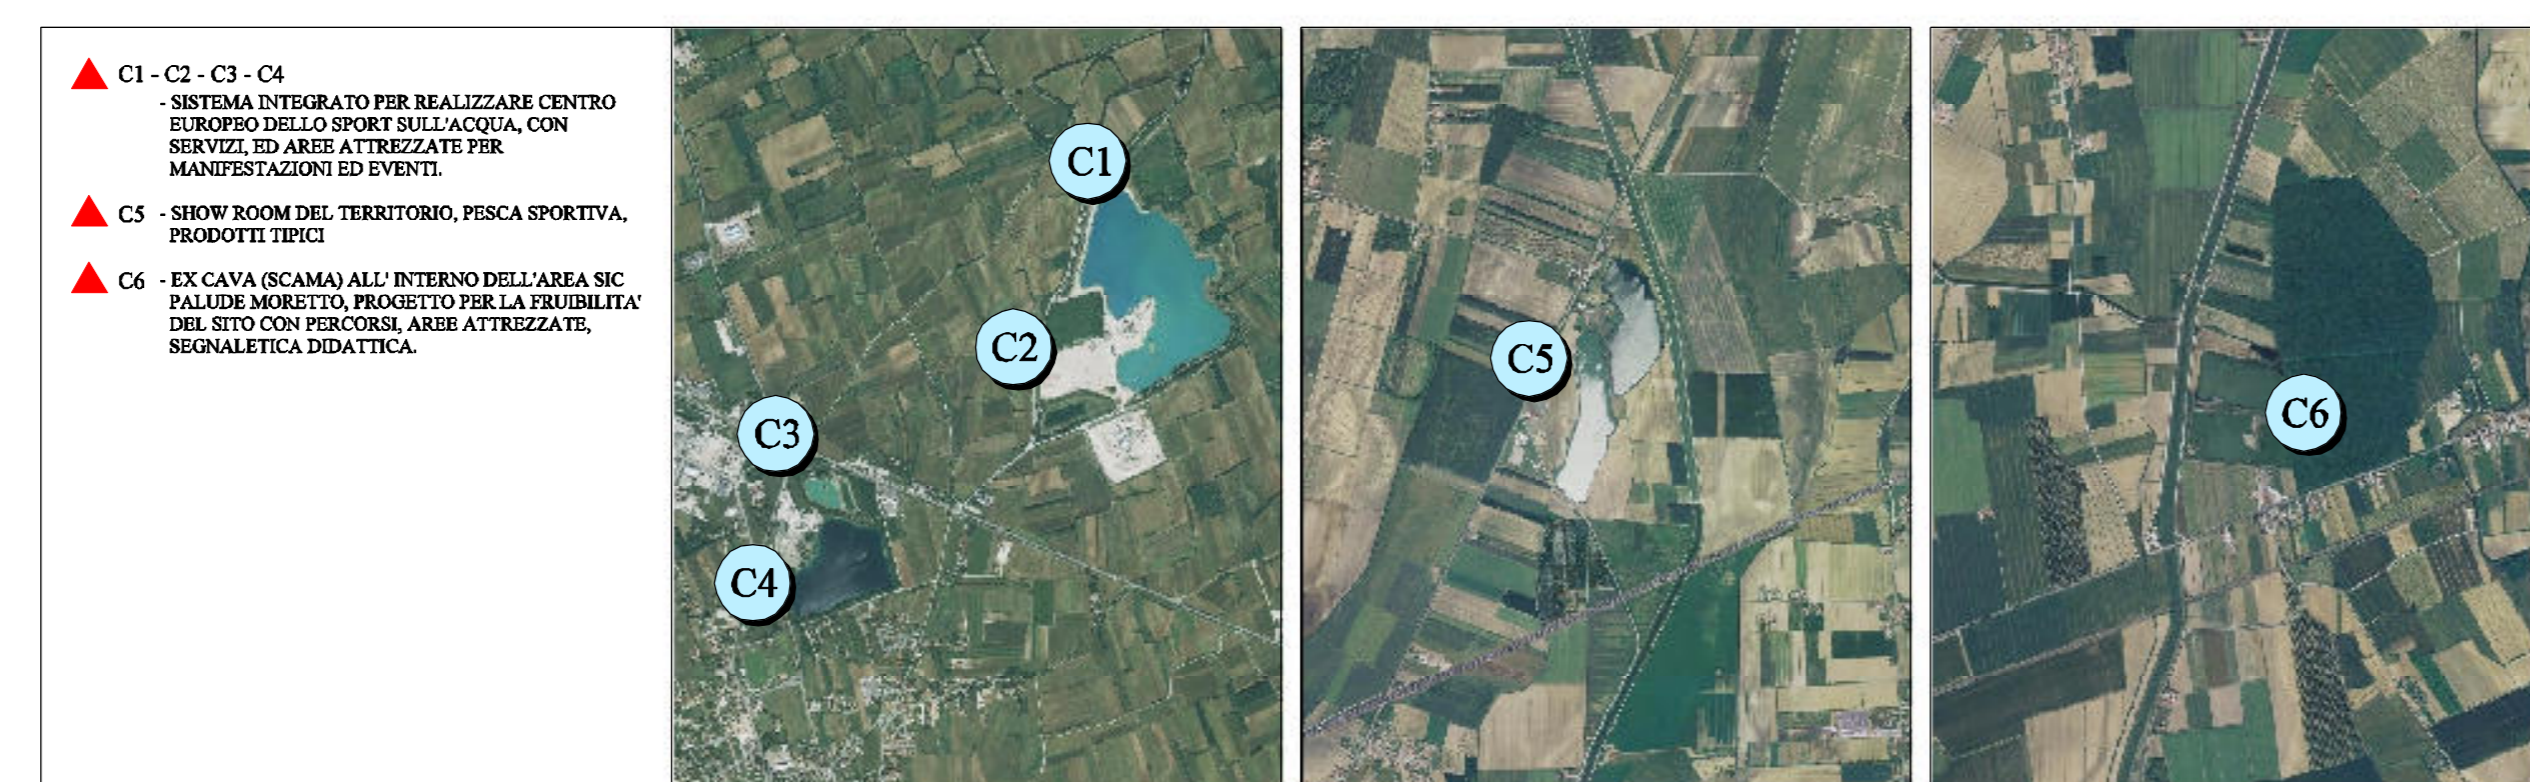 C1 - C2 - C3 - C4
- SISTEMA INTEGRATO PER REALIZZARE CENTRO
EUROPEO DELLO SPORT SULL'ACQUA, CON
SERVIZI, ED AREE ATTREZZATE PER
MANIFESTAZIONI ED EVENTI.
C5 - SHOW ROOM DEL TERRITORIO, PESCA SPORTIVA,
PRODOTTI TIPICI
C6 - EX CAVA (SCAMA) ALL' INTERNO DELL'AREA SIC
PALUDE MORETTO, PROGETTO PER LA FRUIBILITA'
DEL SITO CON PERCORSI, AREE ATTREZZATE,
SEGNALETICA DIDATTICA.
C1
C2
C3
C4
C5
C6